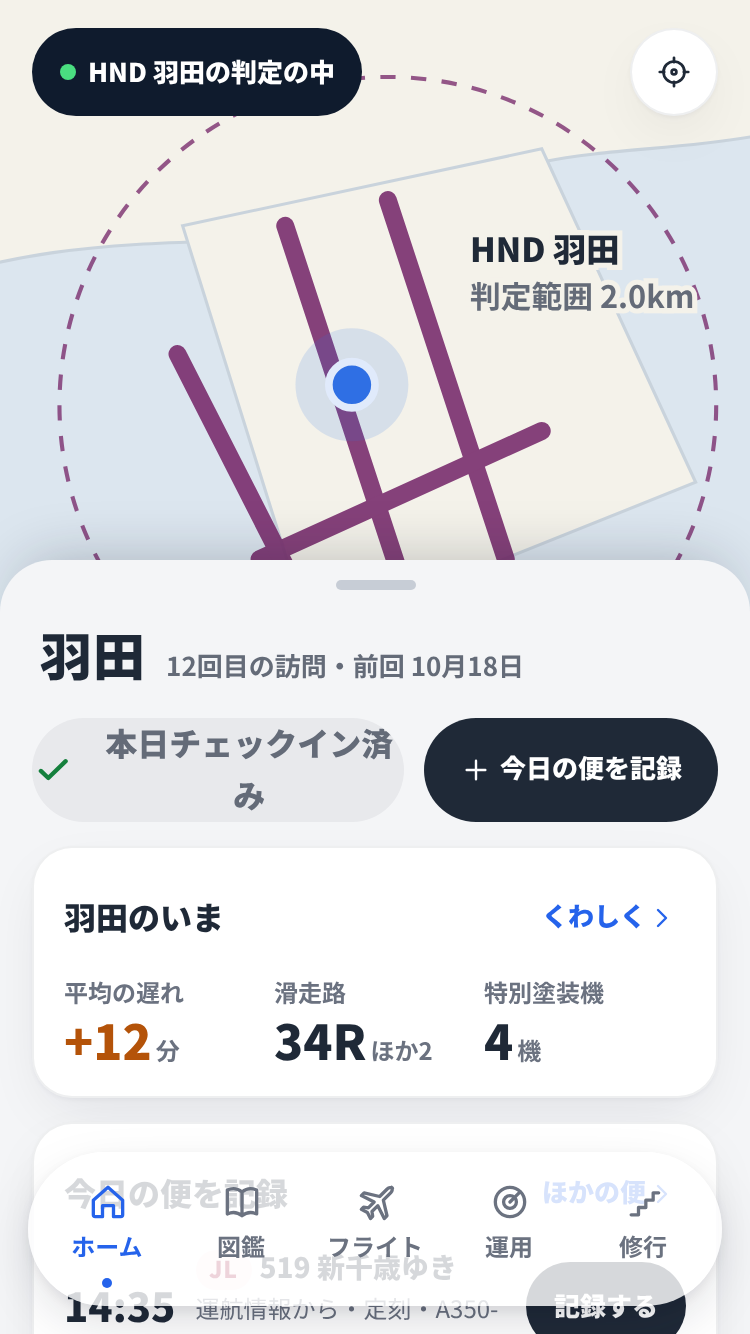 HND 羽田の判定の中
HND 羽田
判定範囲 2.0km
羽田 12回目の訪問・前回 10月18日
本日チェックイン済
み
＋ 今日の便を記録
羽田のいま くわしく
平均の遅れ 滑走路 特別塗装機
+12分 34Rほか2 4機
今日の便を記録 ほかの便
ホーム 図鑑 フライト 運用 修行
JL 519 新千歳ゆき
14:35 運航情報から・定刻・A350- 記録する